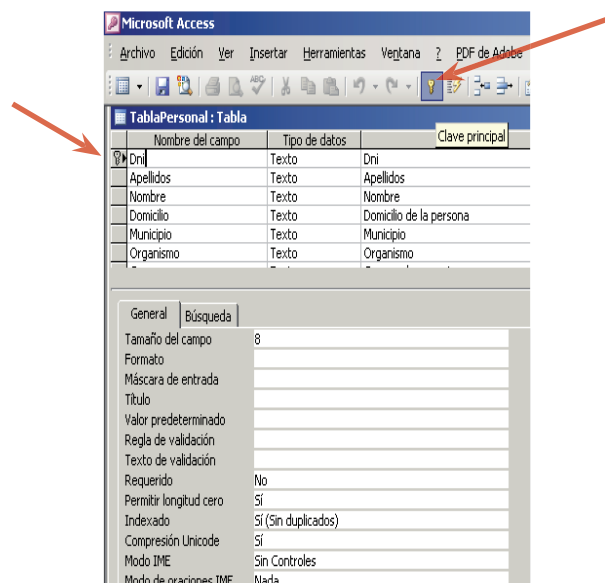 Microsoft Access
Archivo Edición Ver Insertar Herramientas Ventana ? PDF de Adobe
ABC
TablaPersonal : Tabla
Clave principal
Nombre del campo Tipo de datos
Dni Texto Dni
Apellidos Texto Apellidos
Nombre Texto Nombre
Domicilio Texto Domicilio de la persona
Municipio Texto Municipio
Organismo Texto Organismo
General Búsqueda
Tamaño del campo 8
Formato
Máscara de entrada
Título
Valor predeterminado
Regla de validación
Texto de validación
Requerido No
Permitir longitud cero Sí
Indexado Sí (Sin duplicados)
Compresión Unicode Sí
Modo IME Sin Controles
Modo de oraciones IME Nada